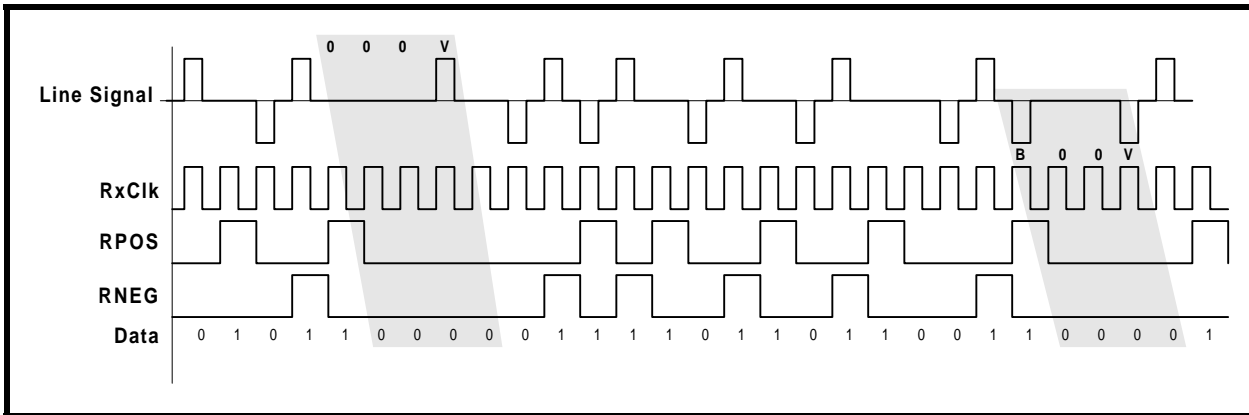 0 0 0 V
Line Signal
B 0 0 V
RxClk
RPOS
RNEG
Data 0 1 0 1 1 0 0 0 0 0 1 1 1 1 0 1 1 0 1 1 0 0 1 1 0 0 0 0 1